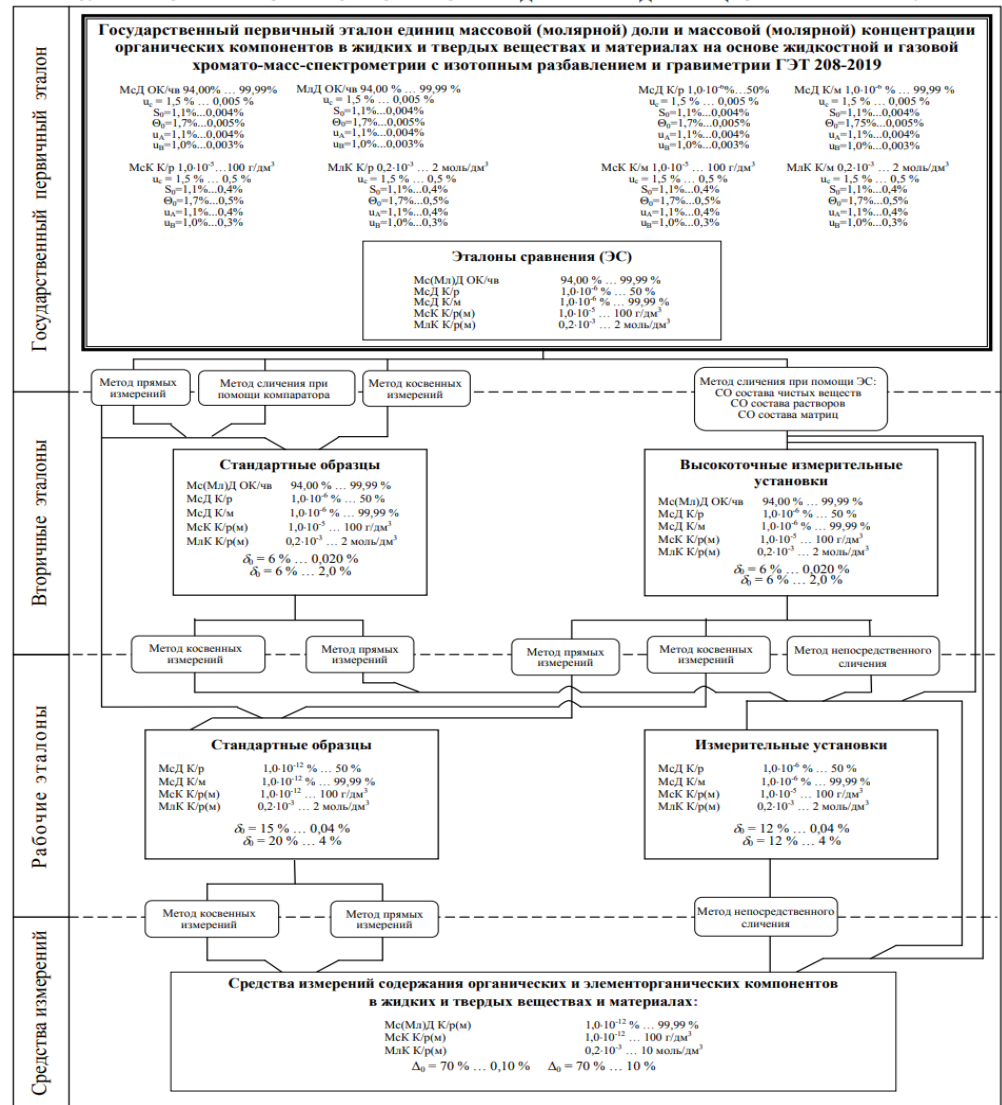 Государственный первичный эталон
Государственный первичный эталон единиц массовой (молярной) доли и массовой (молярной) концентрации
органических компонентов в жидких и твердых веществах и материалах на основе жидкостной и газовой
хромато-масс-спектрометрии с изотопным разбавлением и гравиметрии ГЭТ 208-2019
МсД ОК/чв 94,00% … 99,99%
u_c = 1,5 % … 0,005 %
S₀=1,1%…0,004%
Θ₀=1,7%…0,005%
u_A=1,1%…0,004%
u_B=1,0%…0,003%
МлД ОК/чв 94,00 % … 99,99 %
u_c = 1,5 % … 0,005 %
S₀=1,1%…0,004%
Θ₀=1,7%…0,005%
u_A=1,1%…0,004%
u_B=1,0%…0,003%
МсД К/р 1,0·10⁻⁶%…50%
u_c = 1,5 % … 0,005 %
S₀=1,1%…0,004%
Θ₀=1,7%…0,005%
u_A=1,1%…0,004%
u_B=1,0%…0,003%
МсД К/м 1,0·10⁻⁶ % … 99,99 %
u_c = 1,5 % … 0,005 %
S₀=1,1%…0,004%
Θ₀=1,75%…0,005%
u_A=1,1%…0,004%
u_B=1,0%…0,003%
МсК К/р 1,0·10⁻⁵…100 г/дм³
u_c = 1,5 % … 0,5 %
S₀=1,1%…0,4%
Θ₀=1,7%…0,5%
u_A=1,1%…0,4%
u_B=1,0%…0,3%
МлК К/р 0,2·10⁻³ … 2 моль/дм³
u_c = 1,5 % … 0,5 %
S₀=1,1%…0,4%
Θ₀=1,7%…0,5%
u_A=1,1%…0,4%
u_B=1,0%…0,3%
МсК К/м 1,0·10⁻⁵ … 100 г/дм³
u_c = 1,5 % … 0,5 %
S₀=1,1%…0,4%
Θ₀=1,7%…0,5%
u_A=1,1%…0,4%
u_B=1,0%…0,3%
МлК К/м 0,2·10⁻³ … 2 моль/дм³
u_c = 1,5 % … 0,5 %
S₀=1,1%…0,4%
Θ₀=1,7%…0,5%
u_A=1,1%…0,4%
u_B=1,0%…0,3%
Эталоны сравнения (ЭС)
Мс(Мл)Д ОК/чв 94,00 % … 99,99 %
МсД К/р 1,0·10⁻⁶ % … 50 %
МсД К/м 1,0·10⁻⁶ % … 99,99 %
МсК К/р(м) 1,0·10⁻⁵ … 100 г/дм³
МлК К/р(м) 0,2·10⁻³ … 2 моль/дм³
Метод прямых
измерений
Метод сличения при
помощи компаратора
Метод косвенных
измерений
Метод сличения при помощи ЭС:
СО состава чистых веществ
СО состава растворов
СО состава матриц
Вторичные эталоны
Стандартные образцы
Мс(Мл)Д ОК/чв 94,00 % … 99,99 %
МсД К/р 1,0·10⁻⁶ % … 50 %
МсД К/м 1,0·10⁻⁶ % … 99,99 %
МсК К/р(м) 1,0·10⁻⁵ … 100 г/дм³
МлК К/р(м) 0,2·10⁻³ … 2 моль/дм³
δ₀ = 6 % … 0,020 %
δ₀ = 6 % … 2,0 %
Высокоточные измерительные
установки
Мс(Мл)Д ОК/чв 94,00 % … 99,99 %
МсД К/р 1,0·10⁻⁶ % … 50 %
МсД К/м 1,0·10⁻⁶ % … 99,99 %
МсК К/р(м) 1,0·10⁻⁵ … 100 г/дм³
МлК К/р(м) 0,2·10⁻³ … 2 моль/дм³
δ₀ = 6 % … 0,020 %
δ₀ = 6 % … 2,0 %
Метод косвенных
измерений
Метод прямых
измерений
Метод прямых
измерений
Метод косвенных
измерений
Метод непосредственного
сличения
Рабочие эталоны
Стандартные образцы
МсД К/р 1,0·10⁻¹² % … 50 %
МсД К/м 1,0·10⁻¹² % … 99,99 %
МсК К/р(м) 1,0·10⁻¹² … 100 г/дм³
МлК К/р(м) 0,2·10⁻³ … 2 моль/дм³
δ₀ = 15 % … 0,04 %
δ₀ = 20 % … 4 %
Измерительные установки
МсД К/р 1,0·10⁻⁶ % … 50 %
МсД К/м 1,0·10⁻⁶ % … 99,99 %
МсК К/р(м) 1,0·10⁻⁵ … 100 г/дм³
МлК К/р(м) 0,2·10⁻³ … 2 моль/дм³
δ₀ = 12 % … 0,04 %
δ₀ = 12 % … 4 %
Метод косвенных
измерений
Метод прямых
измерений
Метод непосредственного
сличения
Средства измерений
Средства измерений содержания органических и элементорганических компонентов
в жидких и твердых веществах и материалах:
Мс(Мл)Д К/р(м) 1,0·10⁻¹² % … 99,99 %
МсК К/р(м) 1,0·10⁻¹² … 100 г/дм³
МлК К/р(м) 0,2·10⁻³ … 10 моль/дм³
Δ₀ = 70 % … 0,10 % Δ₀ = 70 % … 10 %